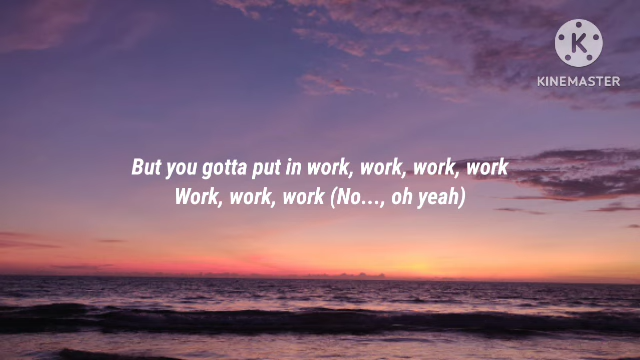 KINEMASTER
But you gotta put in work, work, work, work
Work, work, work (No..., oh yeah)